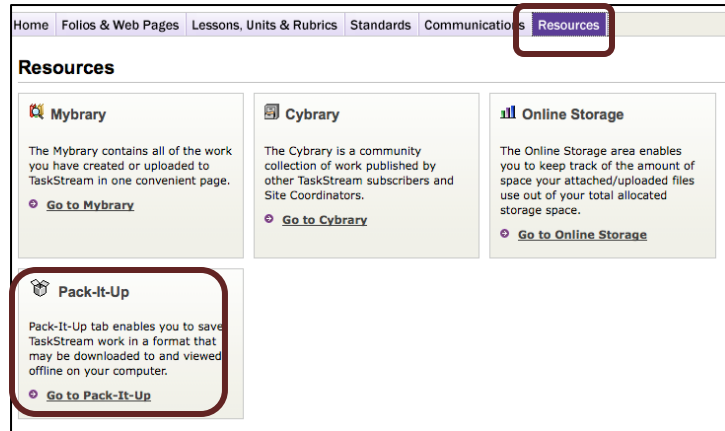 Home Folios & Web Pages Lessons, Units & Rubrics Standards Communications Resources
Resources
Mybrary
The Mybrary contains all of the work
you have created or uploaded to
TaskStream in one convenient page.
Go to Mybrary
Cybrary
The Cybrary is a community
collection of work published by
other TaskStream subscribers and
Site Coordinators.
Go to Cybrary
Online Storage
The Online Storage area enables
you to keep track of the amount of
space your attached/uploaded files
use out of your total allocated
storage space.
Go to Online Storage
Pack-It-Up
Pack-It-Up tab enables you to save
TaskStream work in a format that
may be downloaded to and viewed
offline on your computer.
Go to Pack-It-Up